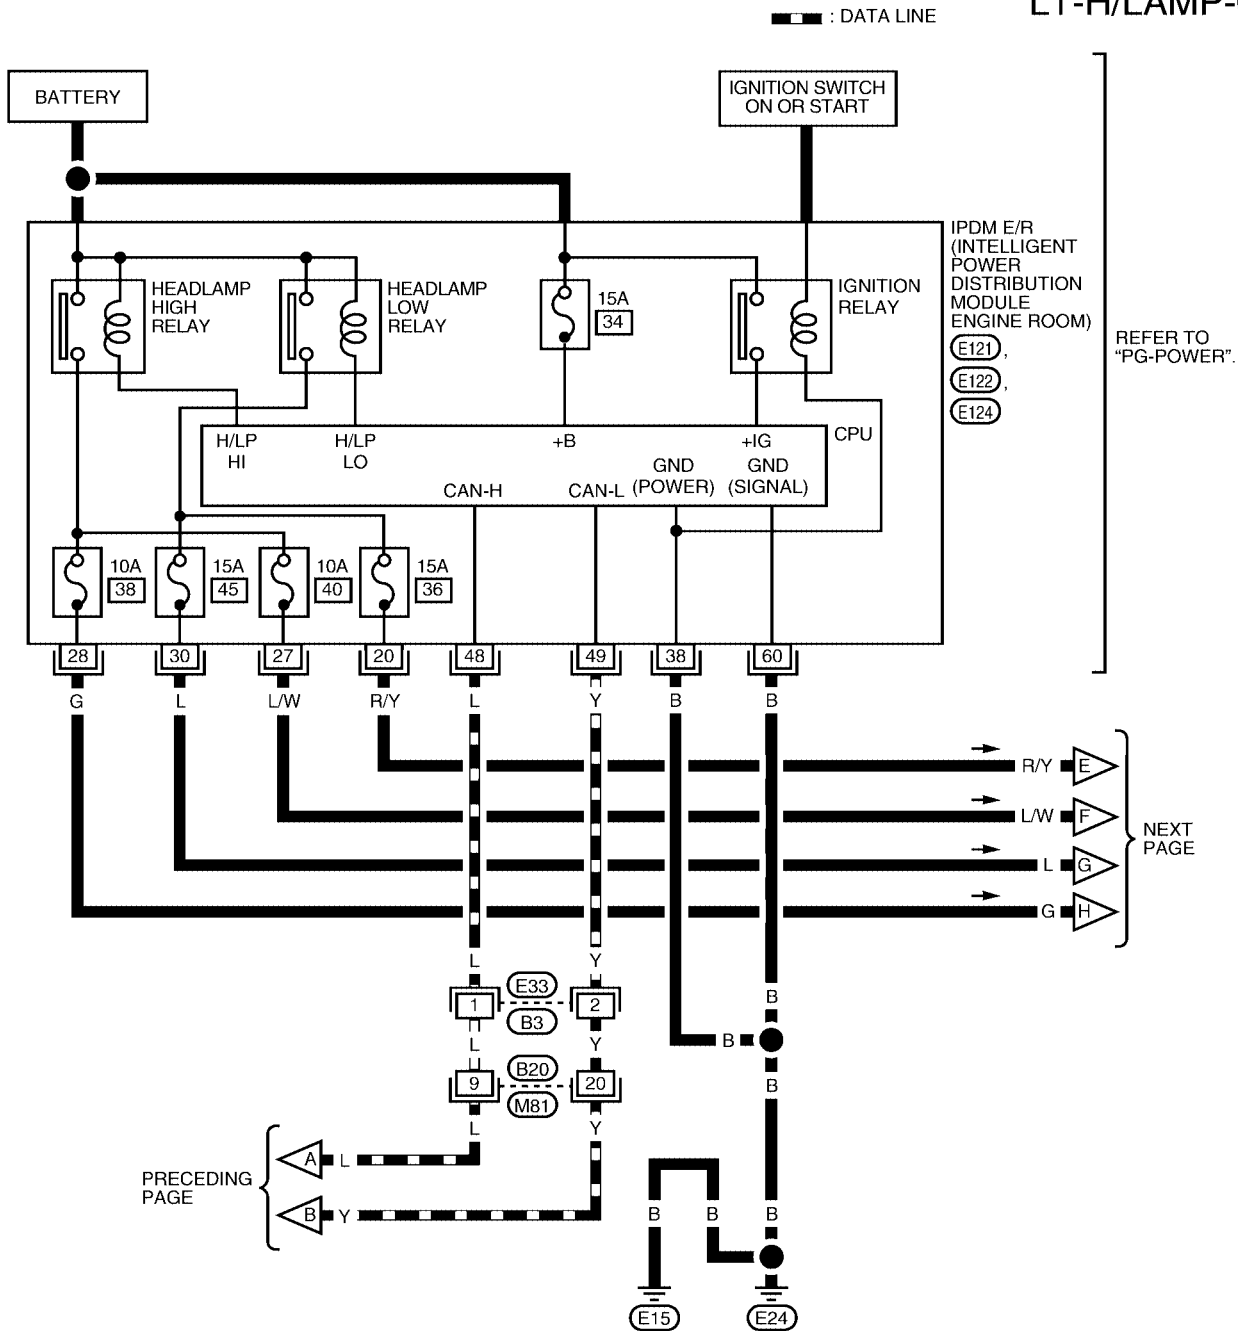 : DATA LINE
LT-H/LAMP-
BATTERY
IGNITION SWITCH
ON OR START
IPDM E/R
(INTELLIGENT
POWER
DISTRIBUTION
MODULE
ENGINE ROOM)
E121 ,
E122 ,
E124
REFER TO
"PG-POWER".
HEADLAMP
HIGH
RELAY
HEADLAMP
LOW
RELAY
15A
34
IGNITION
RELAY
H/LP
HI
H/LP
LO
+B
+IG
CPU
CAN-H
CAN-L
GND
(POWER)
GND
(SIGNAL)
10A
38
15A
45
10A
40
15A
36
28
30
27
20
48
49
38
60
G
L
L/W
R/Y
L
Y
B
B
R/Y
E
L/W
F
L
G
G
H
NEXT
PAGE
L
E33
Y
B
1
B3
2
L
Y
B
9
B20
20
B
M81
L
Y
PRECEDING
PAGE
A
L
B
Y
B
B
B
E15
E24